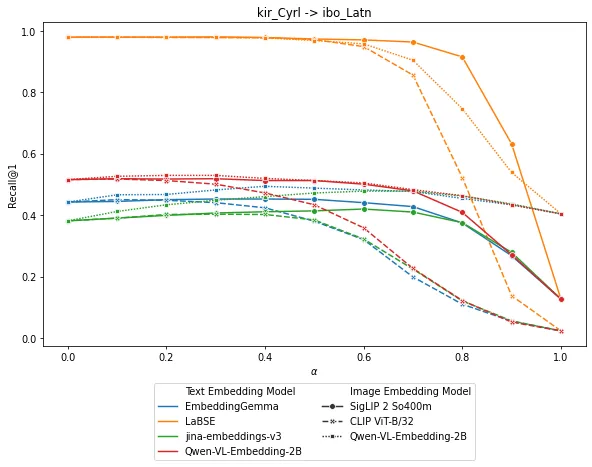 kir_Cyrl -> ibo_Latn
1.0
0.8
0.6
0.4
0.2
0.0
Recall@1
0.0 0.2 0.4 0.6 0.8 1.0
α
Text Embedding Model Image Embedding Model
EmbeddingGemma SigLIP 2 So400m
LaBSE CLIP ViT-B/32
jina-embeddings-v3 Qwen-VL-Embedding-2B
Qwen-VL-Embedding-2B